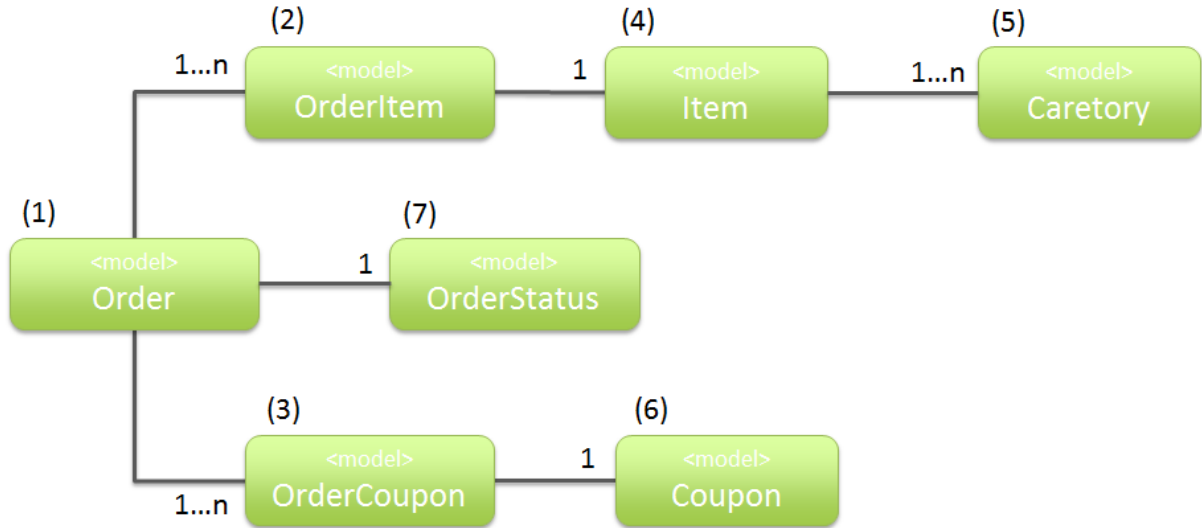 (2)
(4)
(5)
1...n
<model>
OrderItem
1
<model>
Item
1...n
<model>
Caretory
(1)
(7)
<model>
Order
1
<model>
OrderStatus
(3)
(6)
1...n
<model>
OrderCoupon
1
<model>
Coupon